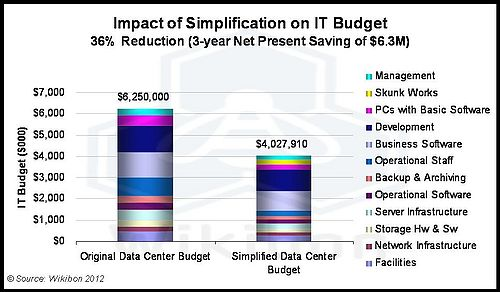 Impact of Simplification on IT Budget
36% Reduction (3-year Net Present Saving of $6.3M)
IT Budget ($000)
$7,000
$6,000
$5,000
$4,000
$3,000
$2,000
$1,000
$0
$6,250,000
$4,027,910
Original Data Center Budget
Simplified Data Center
Budget
Management
Skunk Works
PCs with Basic Software
Development
Business Software
Operational Staff
Backup & Archiving
Operational Software
Server Infrastructure
Storage Hw & Sw
Network Infrastructure
Facilities
Wikibon
© Source: Wikibon 2012